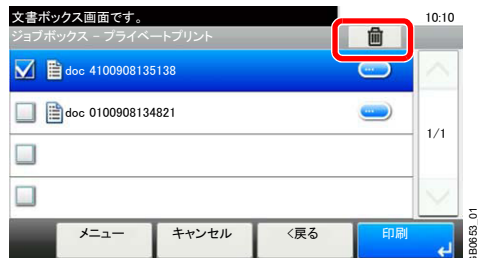 文書ボックス画面です。
10:10
ジョブボックス - プライベートプリント
doc 4100908135138
doc 0100908134821
1/1
メニュー
キャンセル
<戻る
印刷